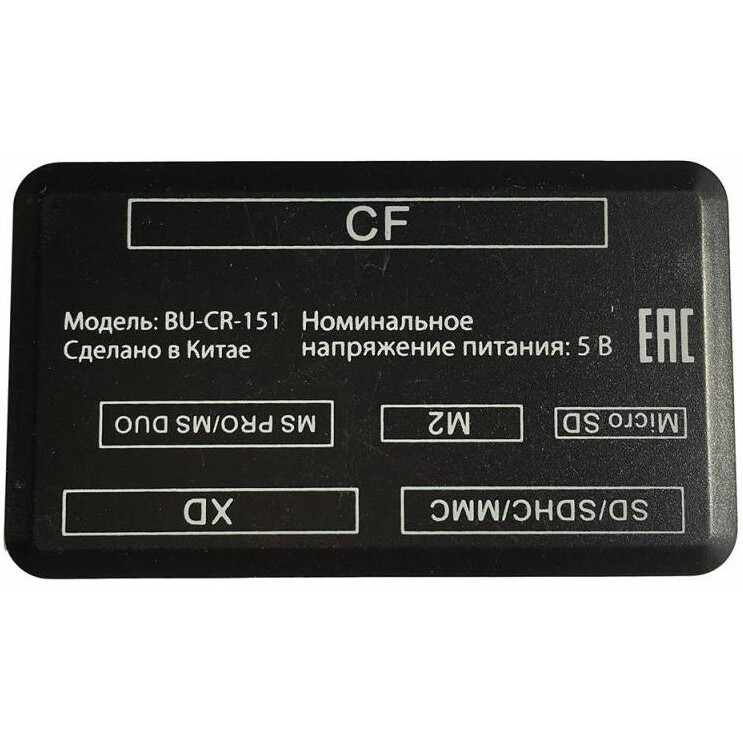 CF
Модель: BU-CR-151
Сделано в Китае
Номинальное
напряжение питания: 5 В
EAC
MS PRO/MS DUO
M2
Micro SD
XD
SD/SDHC/MMC